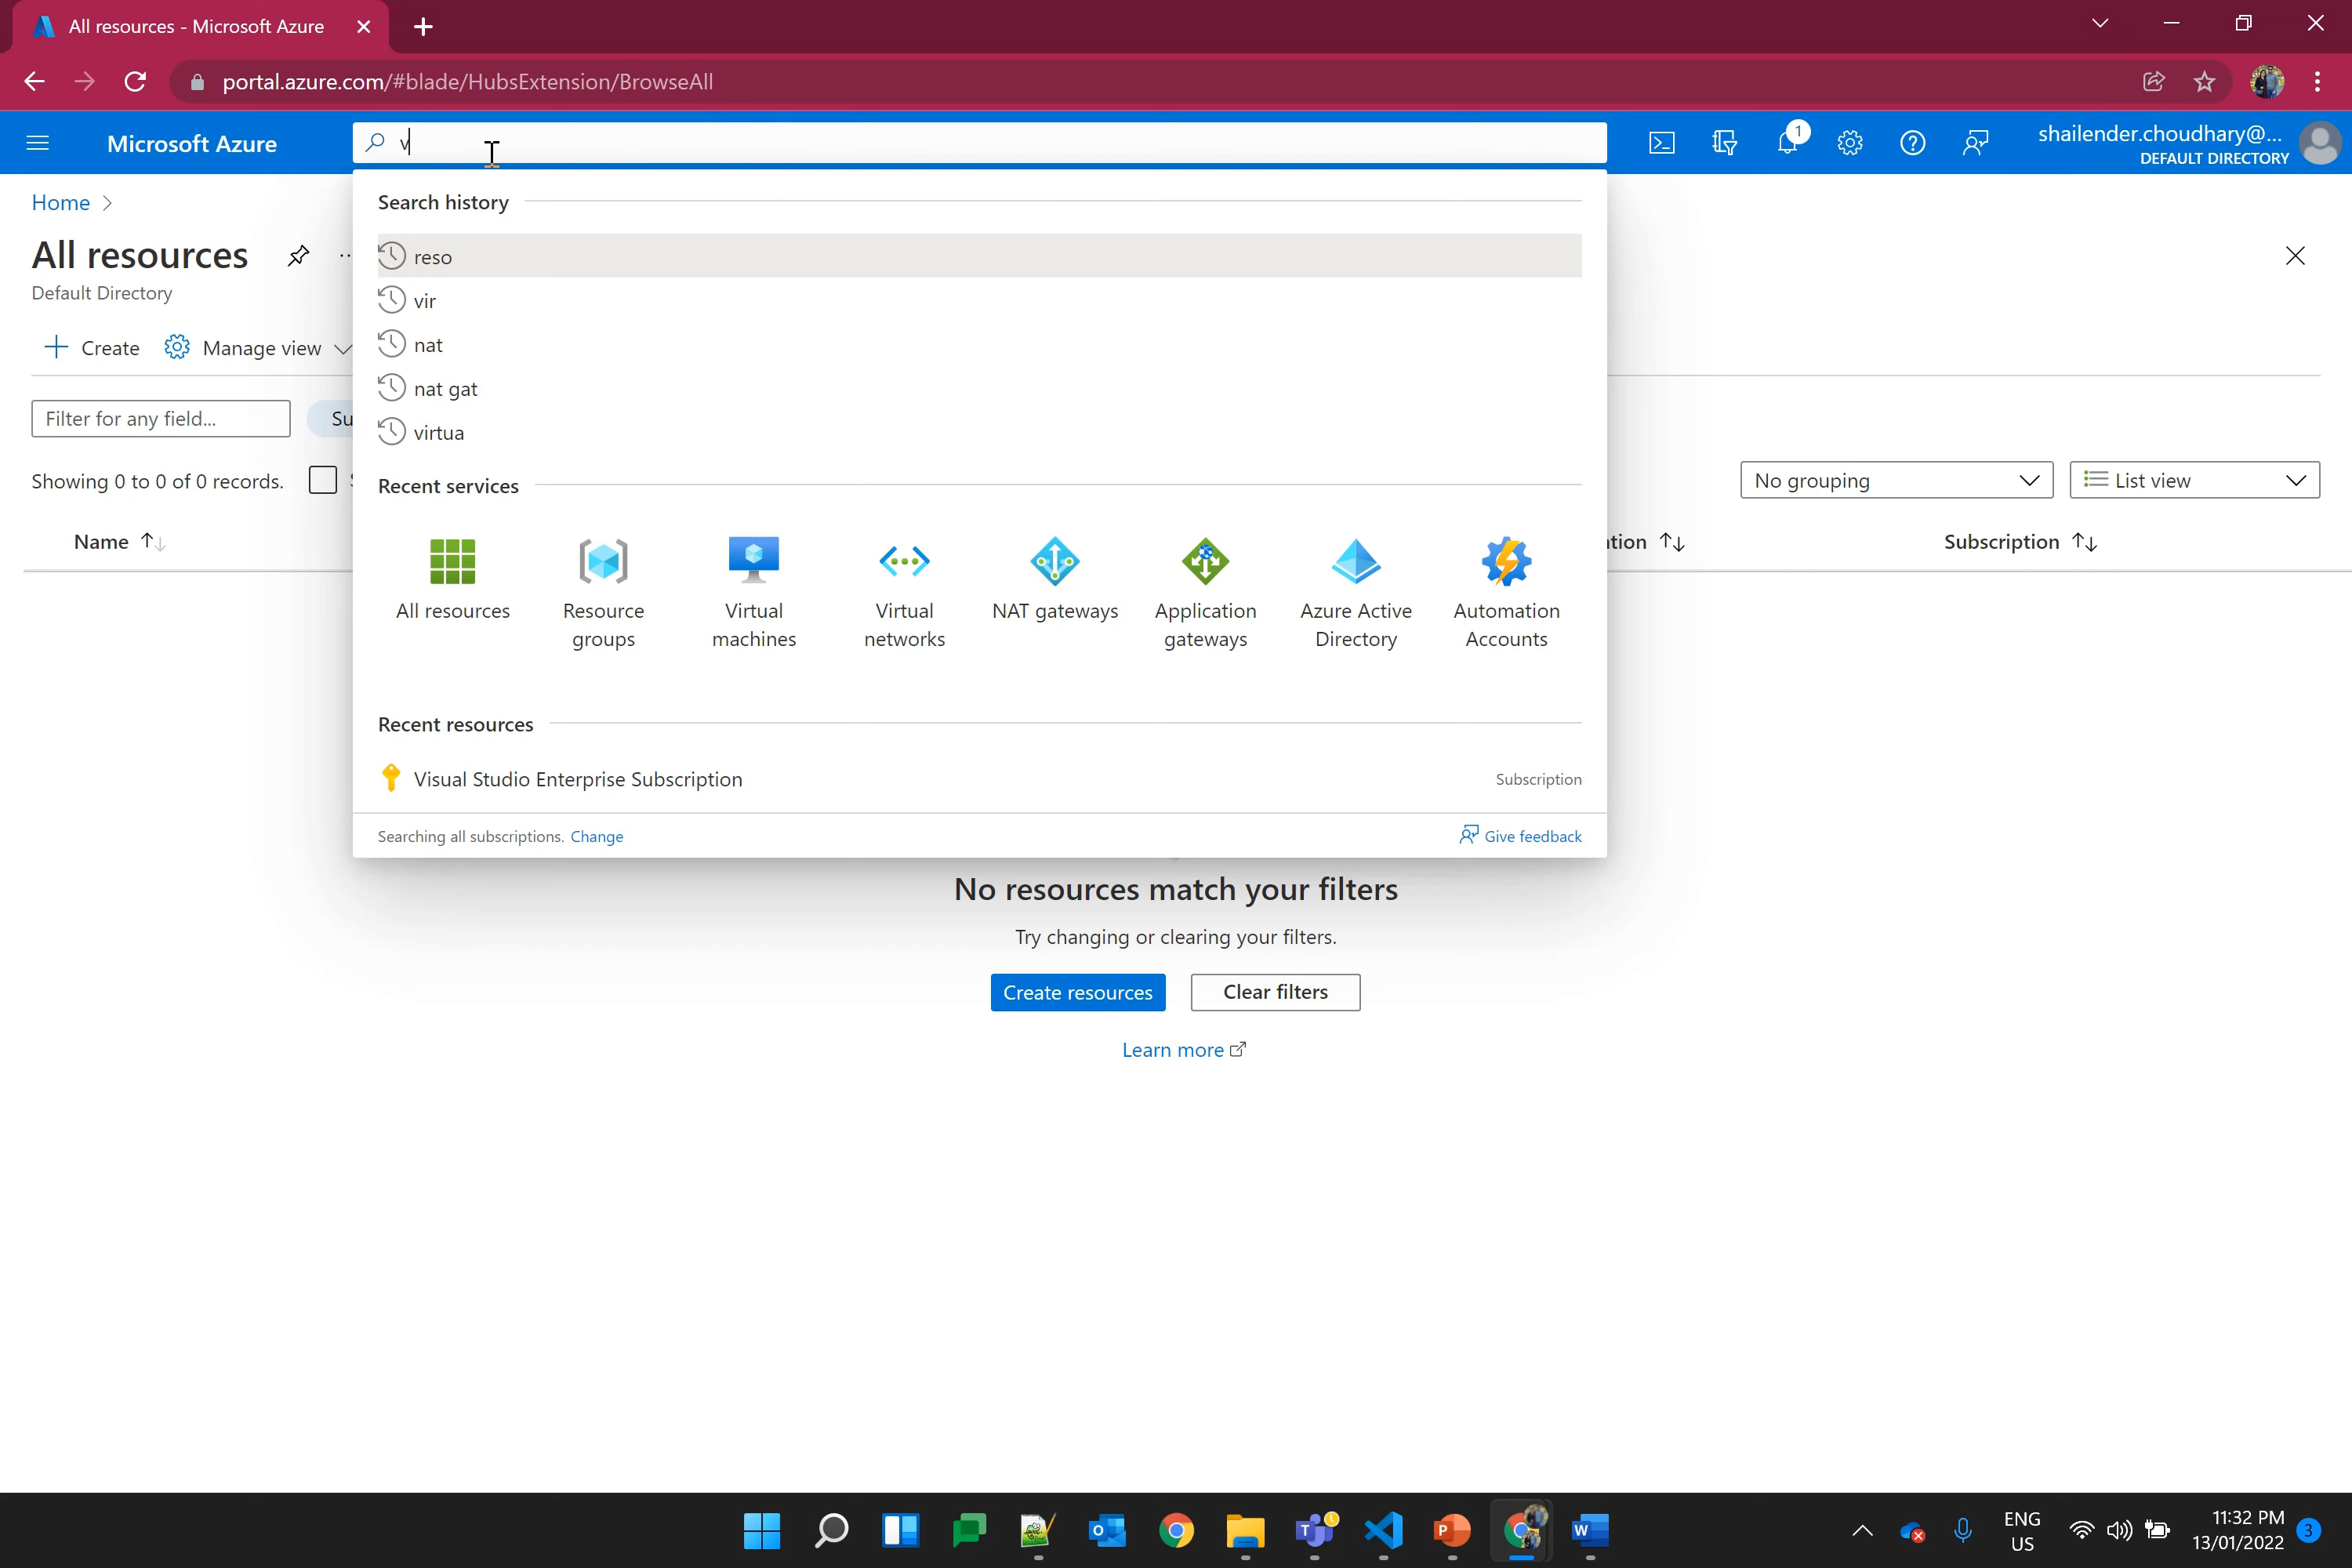 All resources - Microsoft Azure
portal.azure.com/#blade/HubsExtension/BrowseAll
Microsoft Azure
v
1
shailender.choudhary@...
DEFAULT DIRECTORY
Home
All resources
Default Directory
Create
Manage view
Filter for any field...
Su
Showing 0 to 0 of 0 records.
No grouping
List view
Name
Subscription
Search history
reso
vir
nat
nat gat
virtua
Recent services
All resources
Resource groups
Virtual machines
Virtual networks
NAT gateways
Application gateways
Azure Active Directory
Automation Accounts
Recent resources
Visual Studio Enterprise Subscription
Subscription
Searching all subscriptions. Change
Give feedback
No resources match your filters
Try changing or clearing your filters.
Create resources
Clear filters
Learn more
ENG
US
11:32 PM
13/01/2022
3